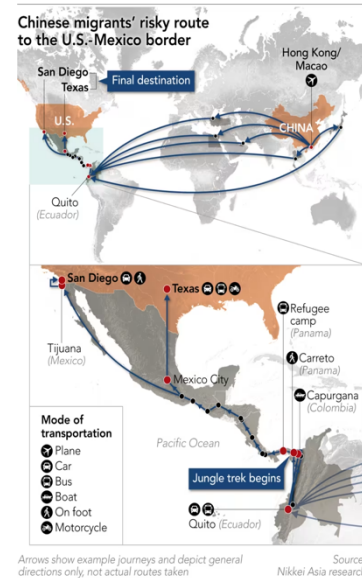 Chinese migrants' risky route
to the U.S.-Mexico border
Hong Kong/
Macao
San Diego
Texas
Final destination
U.S.
CHINA
Quito
(Ecuador)
San Diego
Texas
Refugee
camp
(Panama)
Tijuana
(Mexico)
Carreto
(Panama)
Mexico City
Capurgana
(Colombia)
Mode of
transportation
Plane
Car
Bus
Boat
On foot
Motorcycle
Pacific Ocean
Jungle trek begins
Quito (Ecuador)
Arrows show example journeys and depict general
directions only, not actual routes taken
Source
Nikkei Asia research